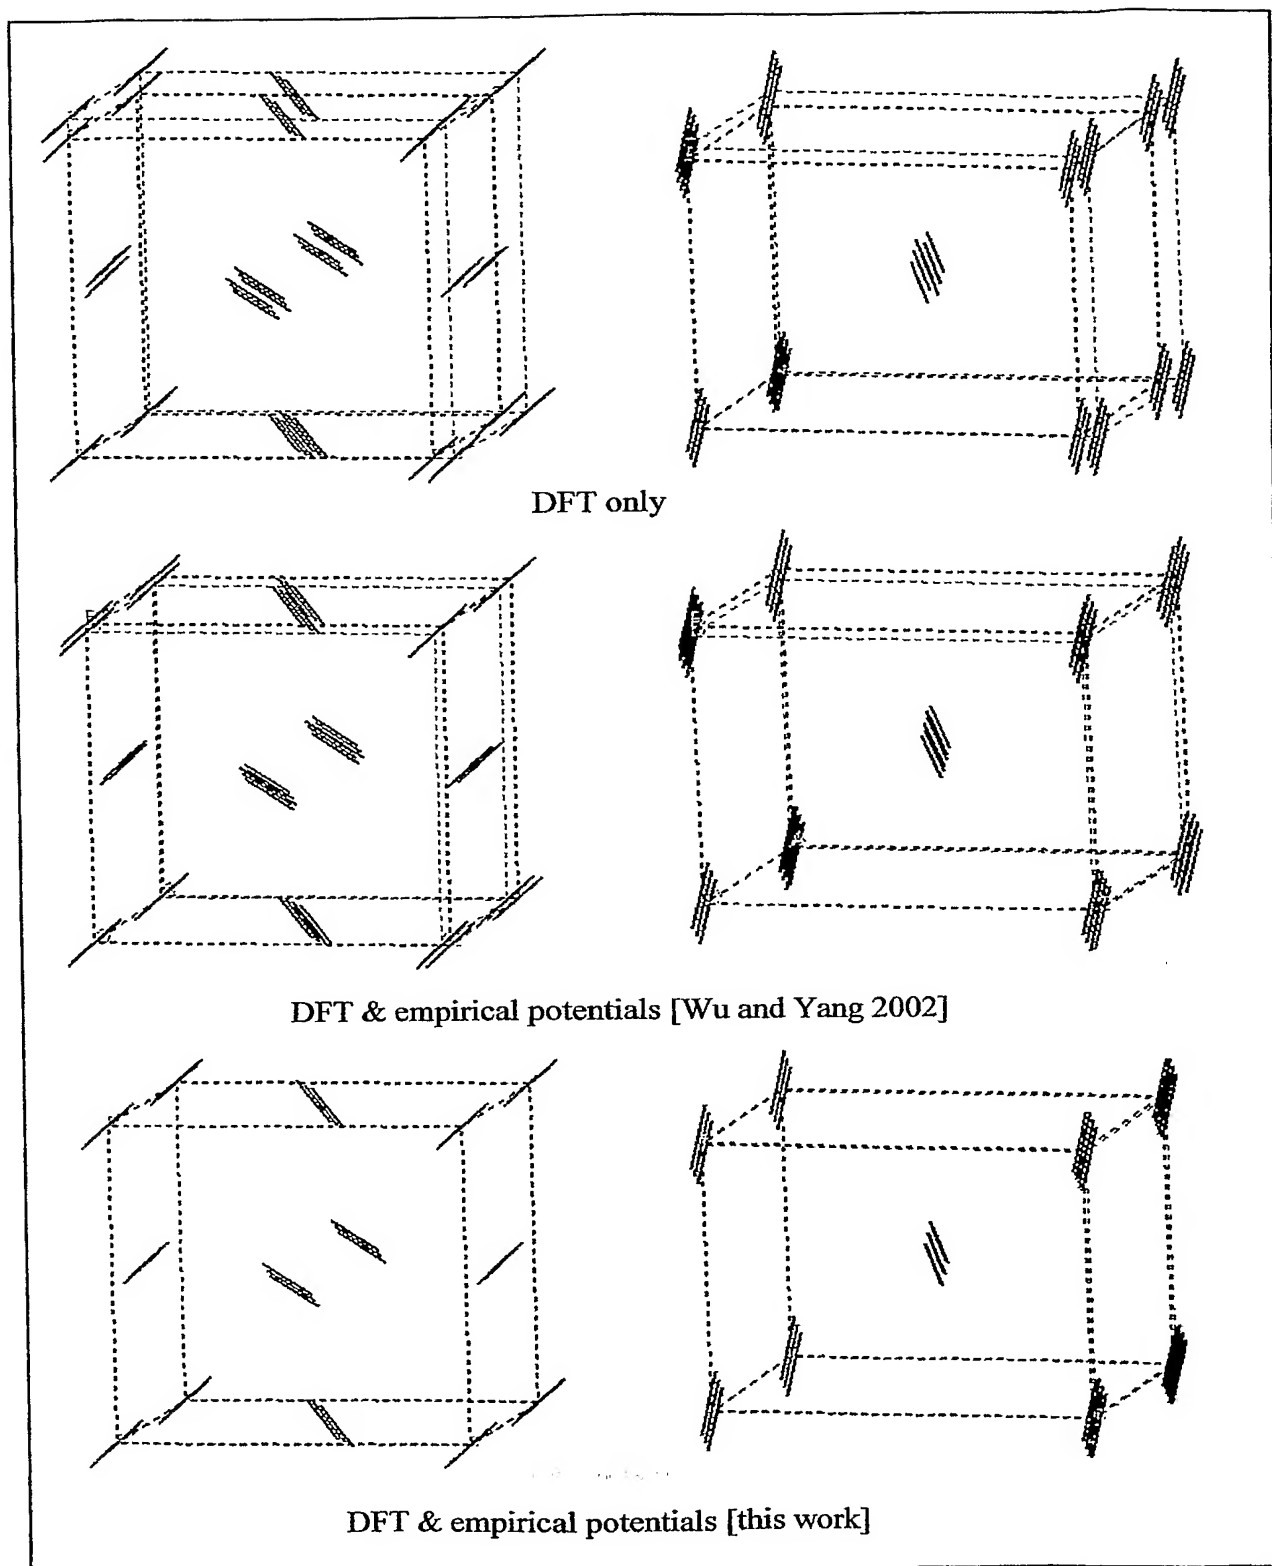 DFT only
DFT & empirical potentials [Wu and Yang 2002]
DFT & empirical potentials [this work]